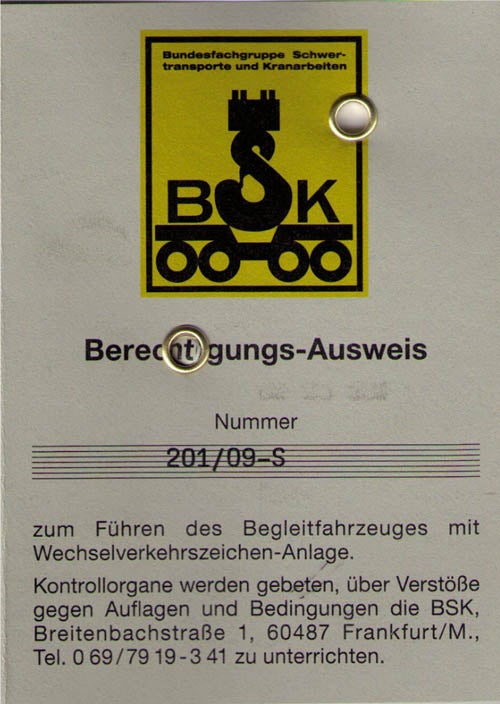 Bundesfachgruppe Schwer-
transporte und Kranarbeiten
BSK
Berechtigungs-Ausweis
Nummer
201/09-S
zum Führen des Begleitfahrzeuges mit
Wechselverkehrszeichen-Anlage.
Kontrollorgane werden gebeten, über Verstöße
gegen Auflagen und Bedingungen die BSK,
Breitenbachstraße 1, 60487 Frankfurt/M.,
Tel. 0 69/79 19-3 41 zu unterrichten.